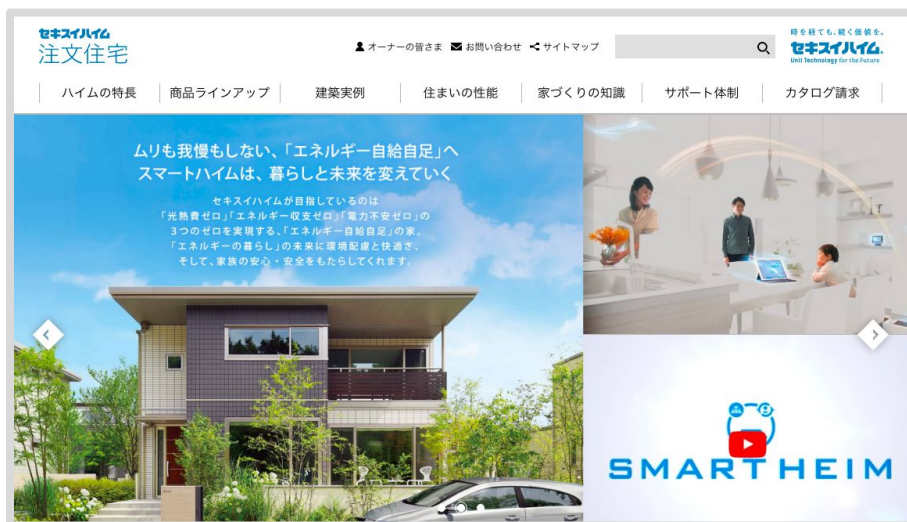 セキスイハイム
注文住宅
オーナーの皆さま お問い合わせ サイトマップ
時を経ても、続く価値を。
セキスイハイム
Unit Technology for the Future
ハイムの特長 商品ラインアップ 建築実例 住まいの性能 家づくりの知識 サポート体制 カタログ請求
ムリも我慢もしない、「エネルギー自給自足」へ
スマートハイムは、暮らしと未来を変えていく
セキスイハイムが目指しているのは
「光熱費ゼロ」「エネルギー収支ゼロ」「電力不安ゼロ」の
3つのゼロを実現する、「エネルギー自給自足」の家。
「エネルギーの暮らし」の未来に環境配慮と快適さ、
そして、家族の安心・安全をもたらしてくれます。
SMART HEIM